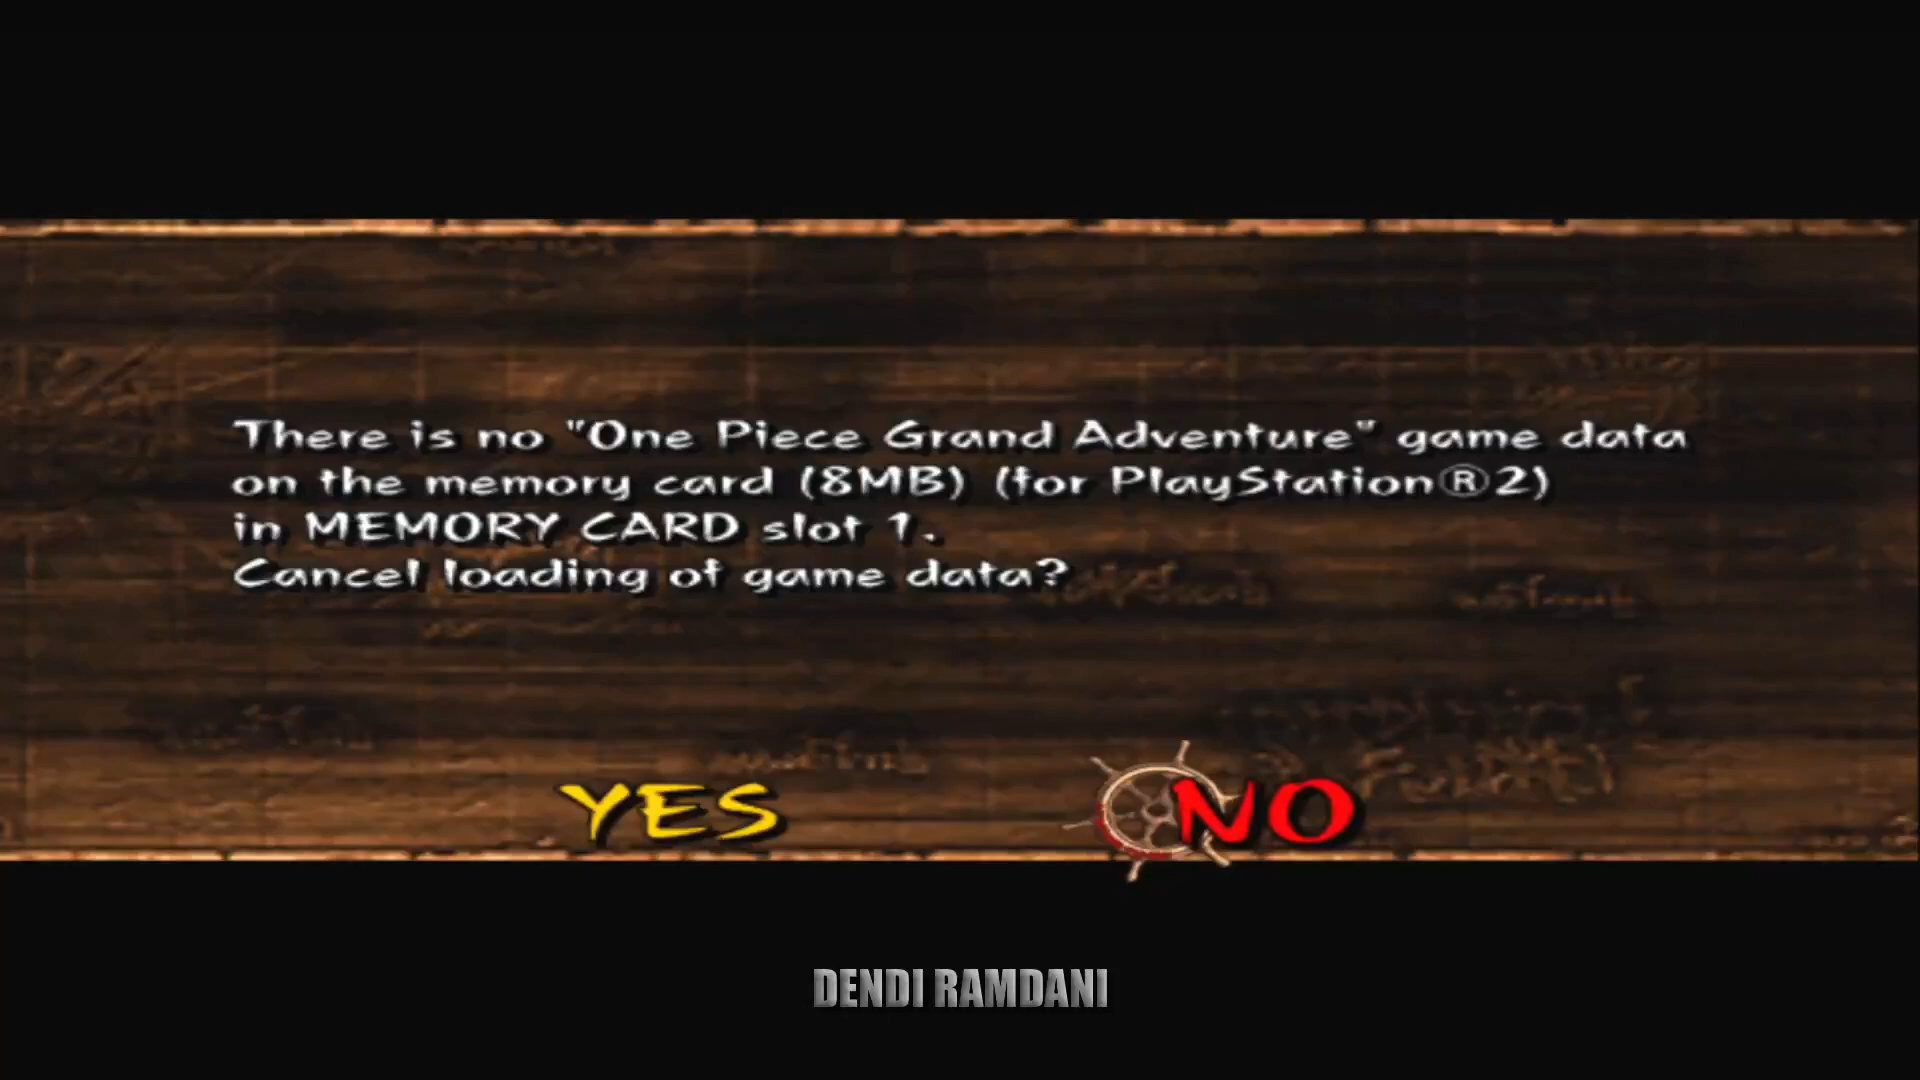 There is no "One Piece Grand Adventure" game data
on the memory card (8MB) (for PlayStation®2)
in MEMORY CARD slot 1.
Cancel loading of game data?
YES NO
DENDI RAMDANI